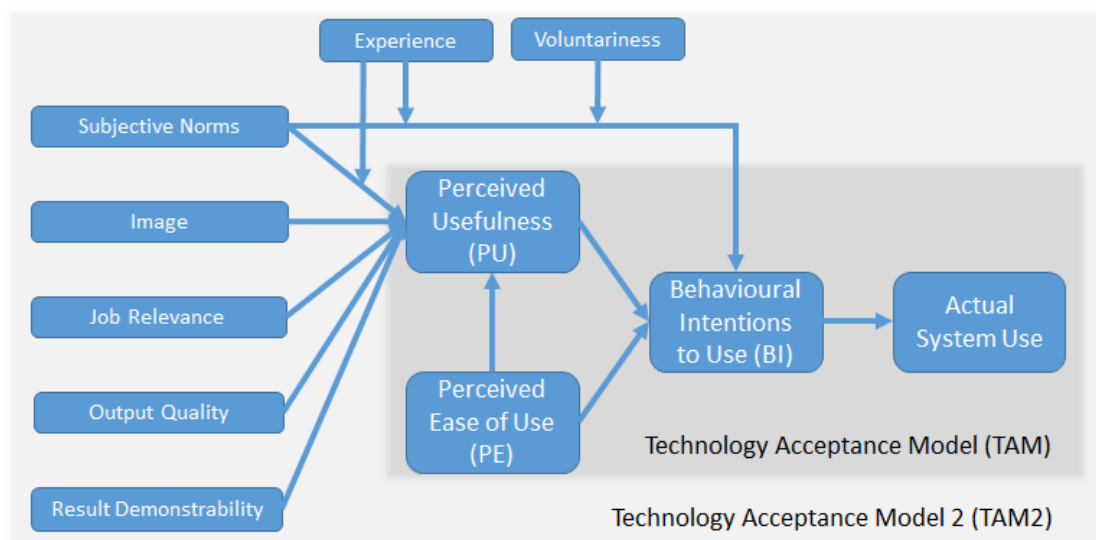 Experience
Voluntariness
Subjective Norms
Image
Job Relevance
Output Quality
Result Demonstrability
Perceived
Usefulness
(PU)
Perceived
Ease of Use
(PE)
Behavioural
Intentions
to Use (BI)
Actual
System Use
Technology Acceptance Model (TAM)
Technology Acceptance Model 2 (TAM2)